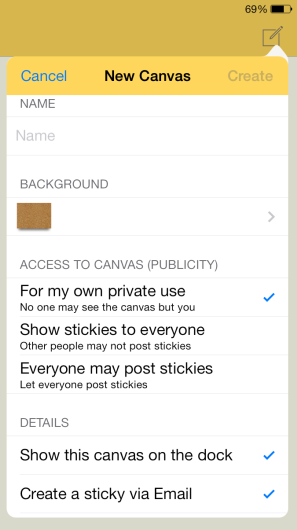 69%
Cancel New Canvas Create
NAME
Name
BACKGROUND
ACCESS TO CANVAS (PUBLICITY)
For my own private use
No one may see the canvas but you
Show stickies to everyone
Other people may not post stickies
Everyone may post stickies
Let everyone post stickies
DETAILS
Show this canvas on the dock
Create a sticky via Email